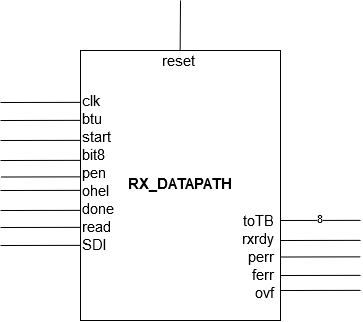 reset
clk
btu
start
bit8
pen
ohel
done
read
SDI
RX_DATAPATH
toTB
8
rxrdy
perr
ferr
ovf